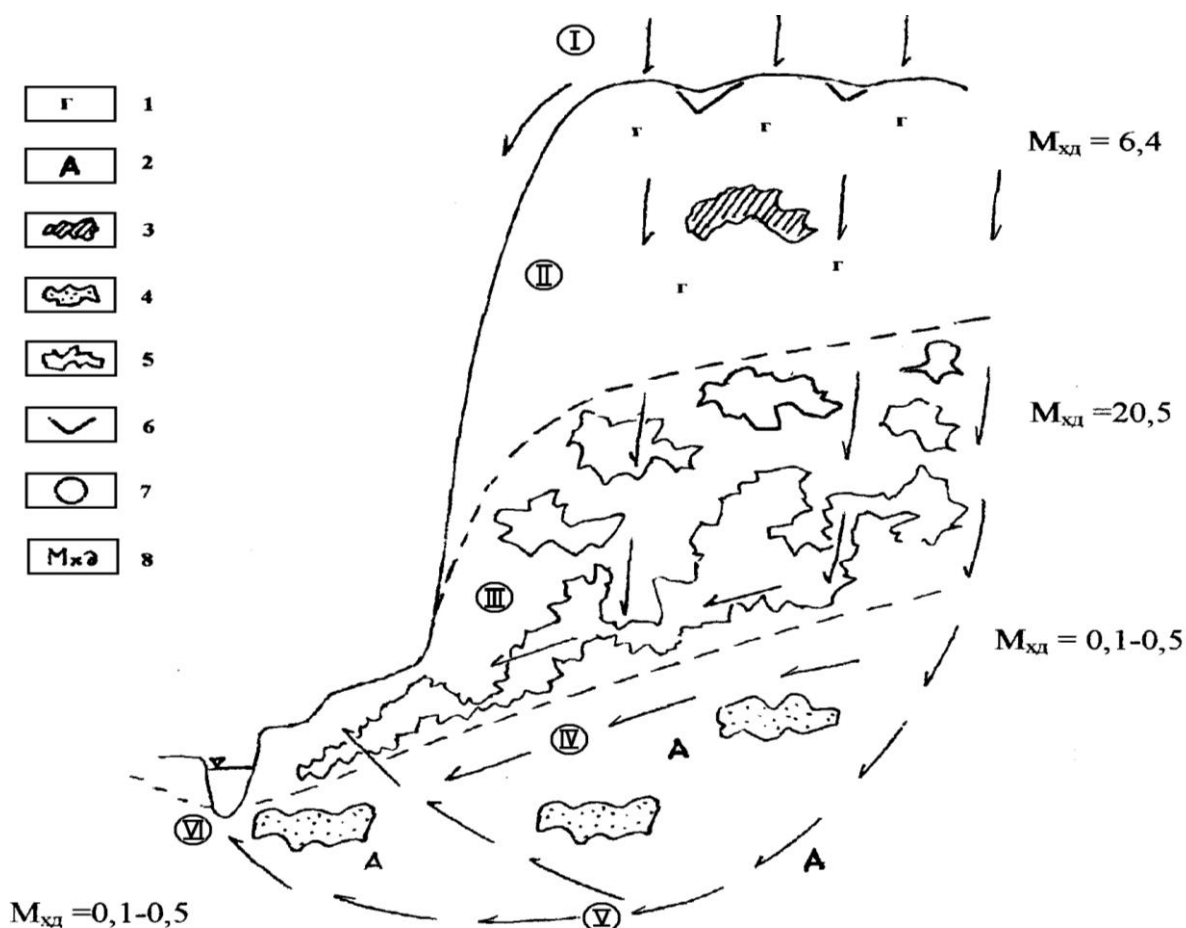 I
г 1
г г г
A 2
Мхд = 6,4
3
II
г
г
4
5
Мхд =20,5
6
7
Мхд 8
III
Мхд = 0,1-0,5
IV
A
VI
A
A
Мхд =0,1-0,5
V